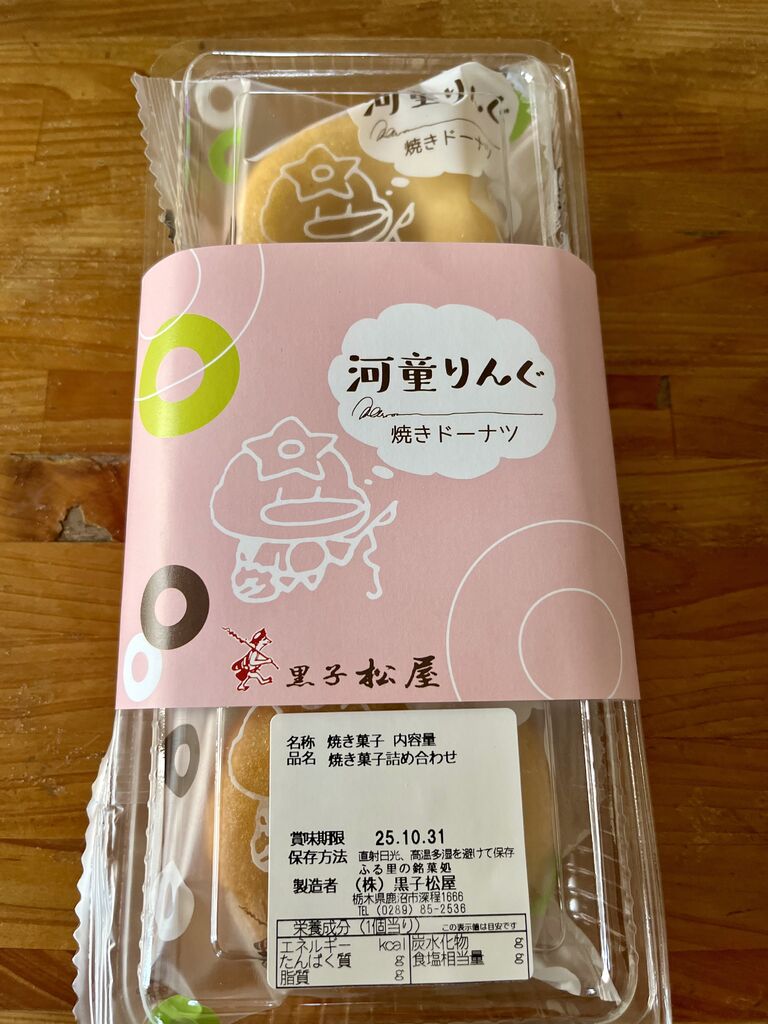 河童りんぐ
焼きドーナツ
河童りんぐ
焼きドーナツ
黒子松屋
名称 焼き菓子 内容量
品名 焼き菓子詰め合わせ
賞味期限 25.10.31
保存方法 直射日光、高温多湿を避けて保存
ふる里の銘菓処
製造者 (株)黒子松屋
栃木県鹿沼市深程1666
TEL (0289) 85-2536
栄養成分 (1個当り) この表示値は目安です
エネルギー kcal 炭水化物 g
たんぱく質 g 食塩相当量 g
脂質 g